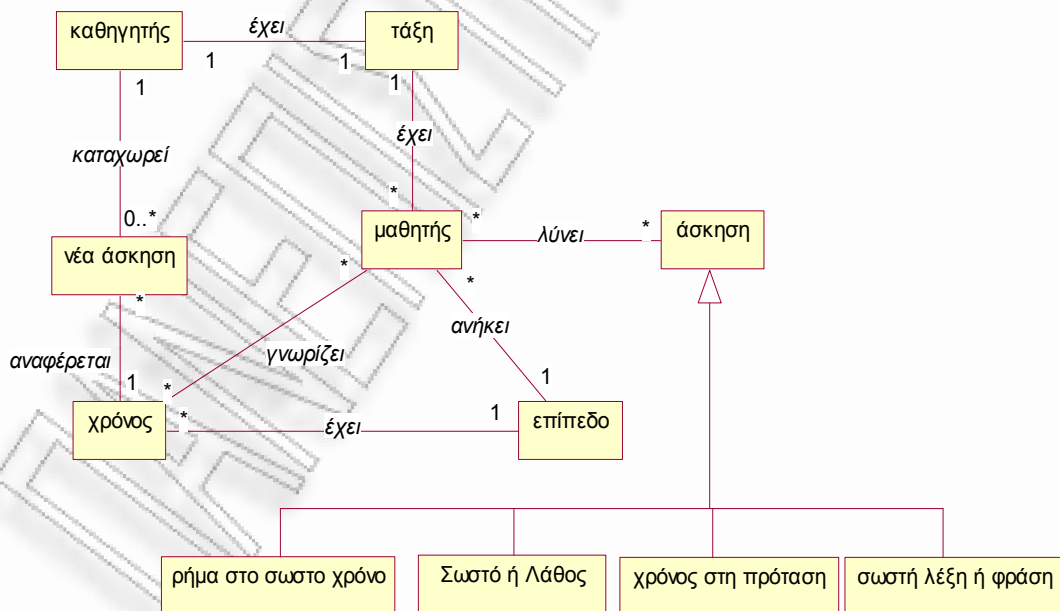 καθηγητής
έχει
τάξη
1
1
1
1
έχει
καταχωρεί
*
0..*
μαθητής
*
λύνει
*
άσκηση
νέα άσκηση
*
*
*
ανήκει
γνωρίζει
αναφέρεται
1
*
1
χρόνος
*
έχει
1
επίπεδο
ρήμα στο σωστο χρόνο
Σωστό ή Λάθος
χρόνος στη πρόταση
σωστή λέξη ή φράση